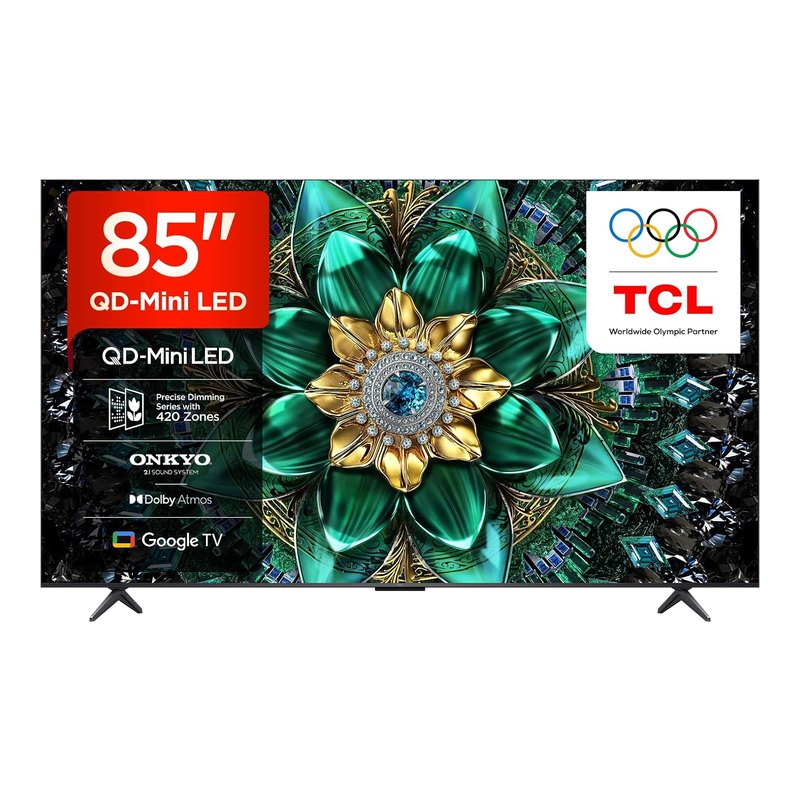 85"
QD-Mini LED
QD-Mini LED
Precise Dimming
Series with
420 Zones
ONKYO
2.1 SOUND SYSTEM
Dolby Atmos
Google TV
TCL
Worldwide Olympic Partner